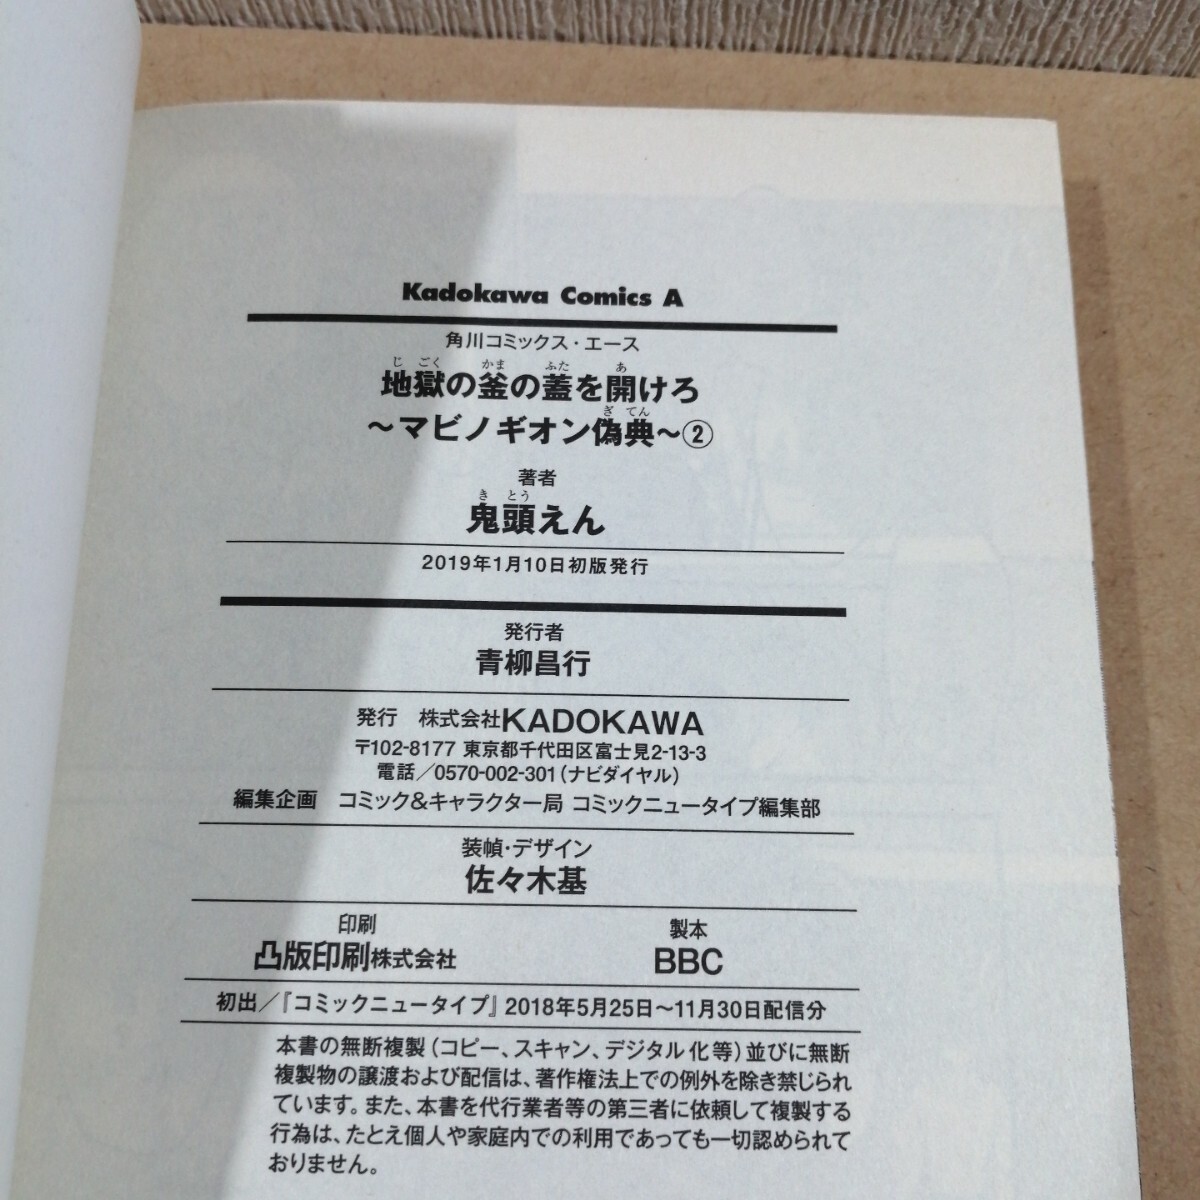 Kadokawa Comics A
角川コミックス・エース
じ ごく かま ふた あ
地獄の釜の蓋を開けろ
ぎ てん
～マビノギオン偽典～②
著者
き とう
鬼頭えん
2019年1月10日初版発行
発行者
青柳昌行
発行 株式会社KADOKAWA
〒102-8177 東京都千代田区富士見2-13-3
電話／0570-002-301（ナビダイヤル）
編集企画 コミック&キャラクター局 コミックニュータイプ編集部
装幀・デザイン
佐々木基
印刷 製本
凸版印刷株式会社 BBC
初出／『コミックニュータイプ』2018年5月25日～11月30日配信分
本書の無断複製（コピー、スキャン、デジタル化等）並びに無断
複製物の譲渡および配信は、著作権法上での例外を除き禁じられ
ています。また、本書を代行業者等の第三者に依頼して複製する
行為は、たとえ個人や家庭内での利用であっても一切認められて
おりません。